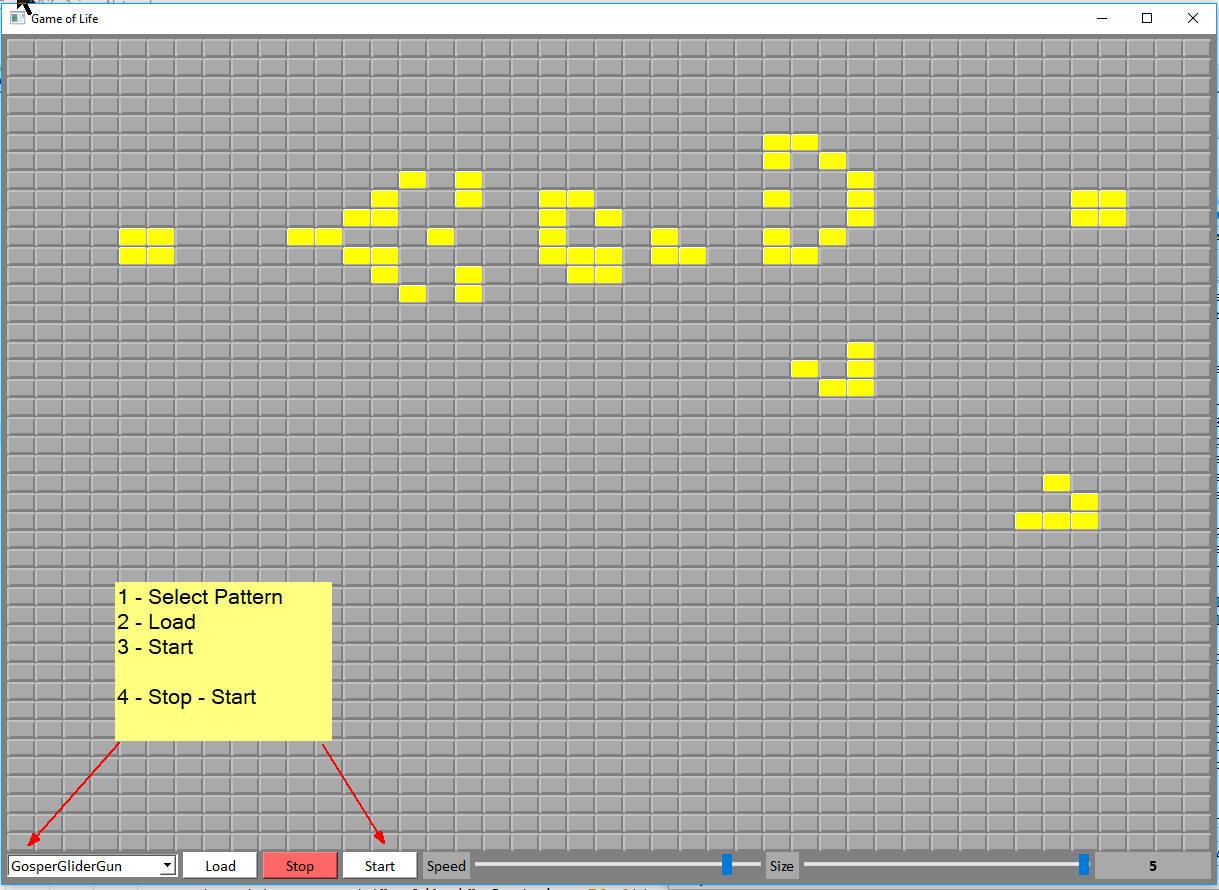 Game of Life
1 - Select Pattern
2 - Load
3 - Start
4 - Stop - Start
GosperGliderGun Load Stop Start Speed Size 5